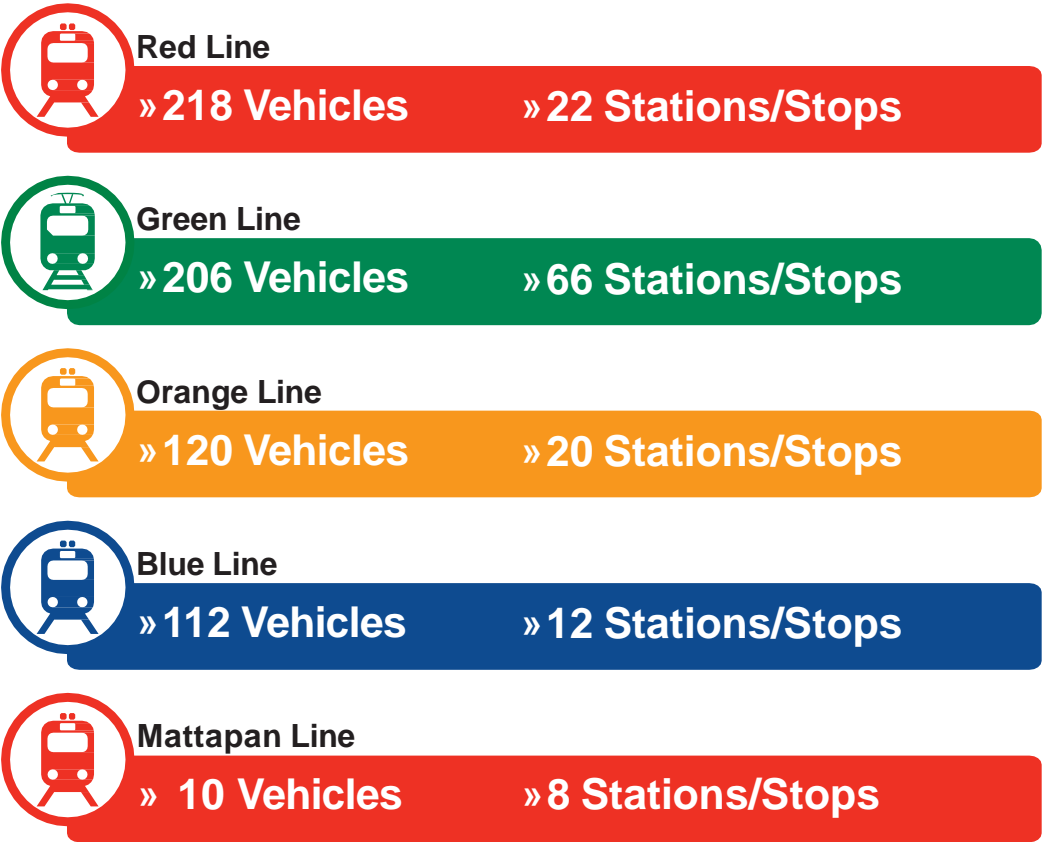 Red Line
»218 Vehicles »22 Stations/Stops
Green Line
»206 Vehicles »66 Stations/Stops
Orange Line
»120 Vehicles »20 Stations/Stops
Blue Line
»112 Vehicles »12 Stations/Stops
Mattapan Line
» 10 Vehicles »8 Stations/Stops